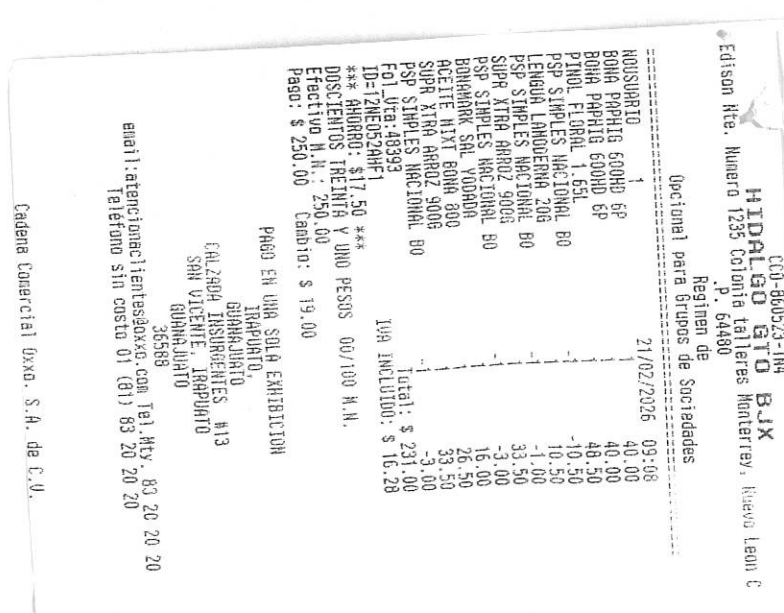 CCO-860523-1N4
HIDALGO GTO BJX
Edison Nte. Numero 1235 Colonia talleres Monterrey, Nuevo Leon C
.P. 64480
Regimen de
Opcional para Grupos de Sociedades
NOUSUARIO 1 21/02/2026 09:08
BONA PAPHIG 600HD 6P 1 40.00
BONA PAPHIG 600HD 6P 1 40.00
PINOL FLORAL 1.65L 1 48.50
PSP SIMPLES NACIONAL BO -1 -10.50
LENGUA LAMODERNA 20G 1 10.50
PSP SIMPLES NACIONAL BO -1 -1.00
SUPR XTRA ARROZ 900G 1 33.50
PSP SIMPLES NACIONAL BO -1 -3.00
BONAMARK SAL YODADA 1 16.00
ACEITE MIXT BONA 800 1 26.50
SUPR XTRA ARROZ 900G 1 33.50
PSP SIMPLES NACIONAL BO -1 -3.00
Total: $ 231.00
Fol_Vta:48393 IVA INCLUIDO: $ 16.28
ID=12NE052AHF1
*** AHORRO: $17.50 ***
DOSCIENTOS TREINTA Y UNO PESOS 00/100 M.N.
Efectivo M.N.: 250.00
Pago: $ 250.00 Cambio: $ 19.00
PAGO EN UNA SOLA EXHIBICION
IRAPUATO,
GUANAJUATO
CALZADA INSURGENTES #13
SAN VICENTE, IRAPUATO
GUANAJUATO
36588
email:atencionaclientes@oxxo.com Tel.Mty. 83 20 20 20
Teléfono sin costo 01 (81) 83 20 20 20
Cadena Comercial Oxxo, S.A. de C.V.